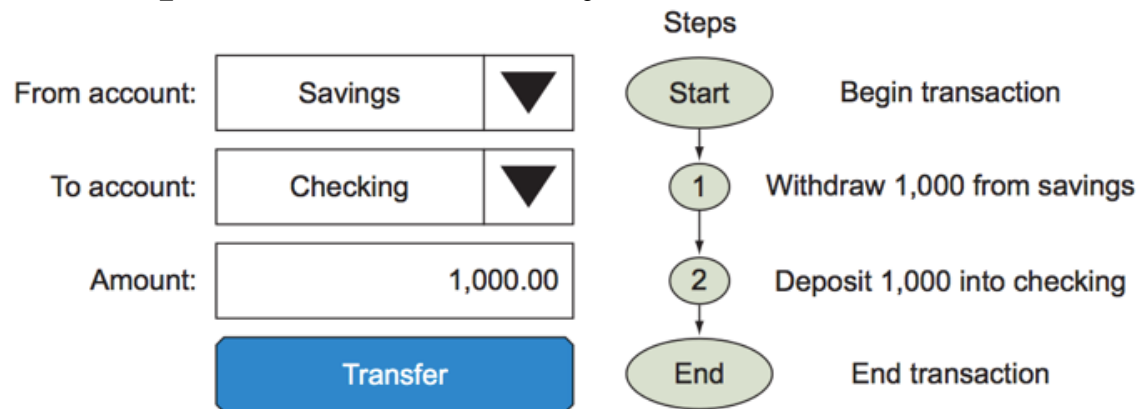 Steps
From account: Savings
Start Begin transaction
To account: Checking
1 Withdraw 1,000 from savings
Amount: 1,000.00
2 Deposit 1,000 into checking
Transfer
End End transaction